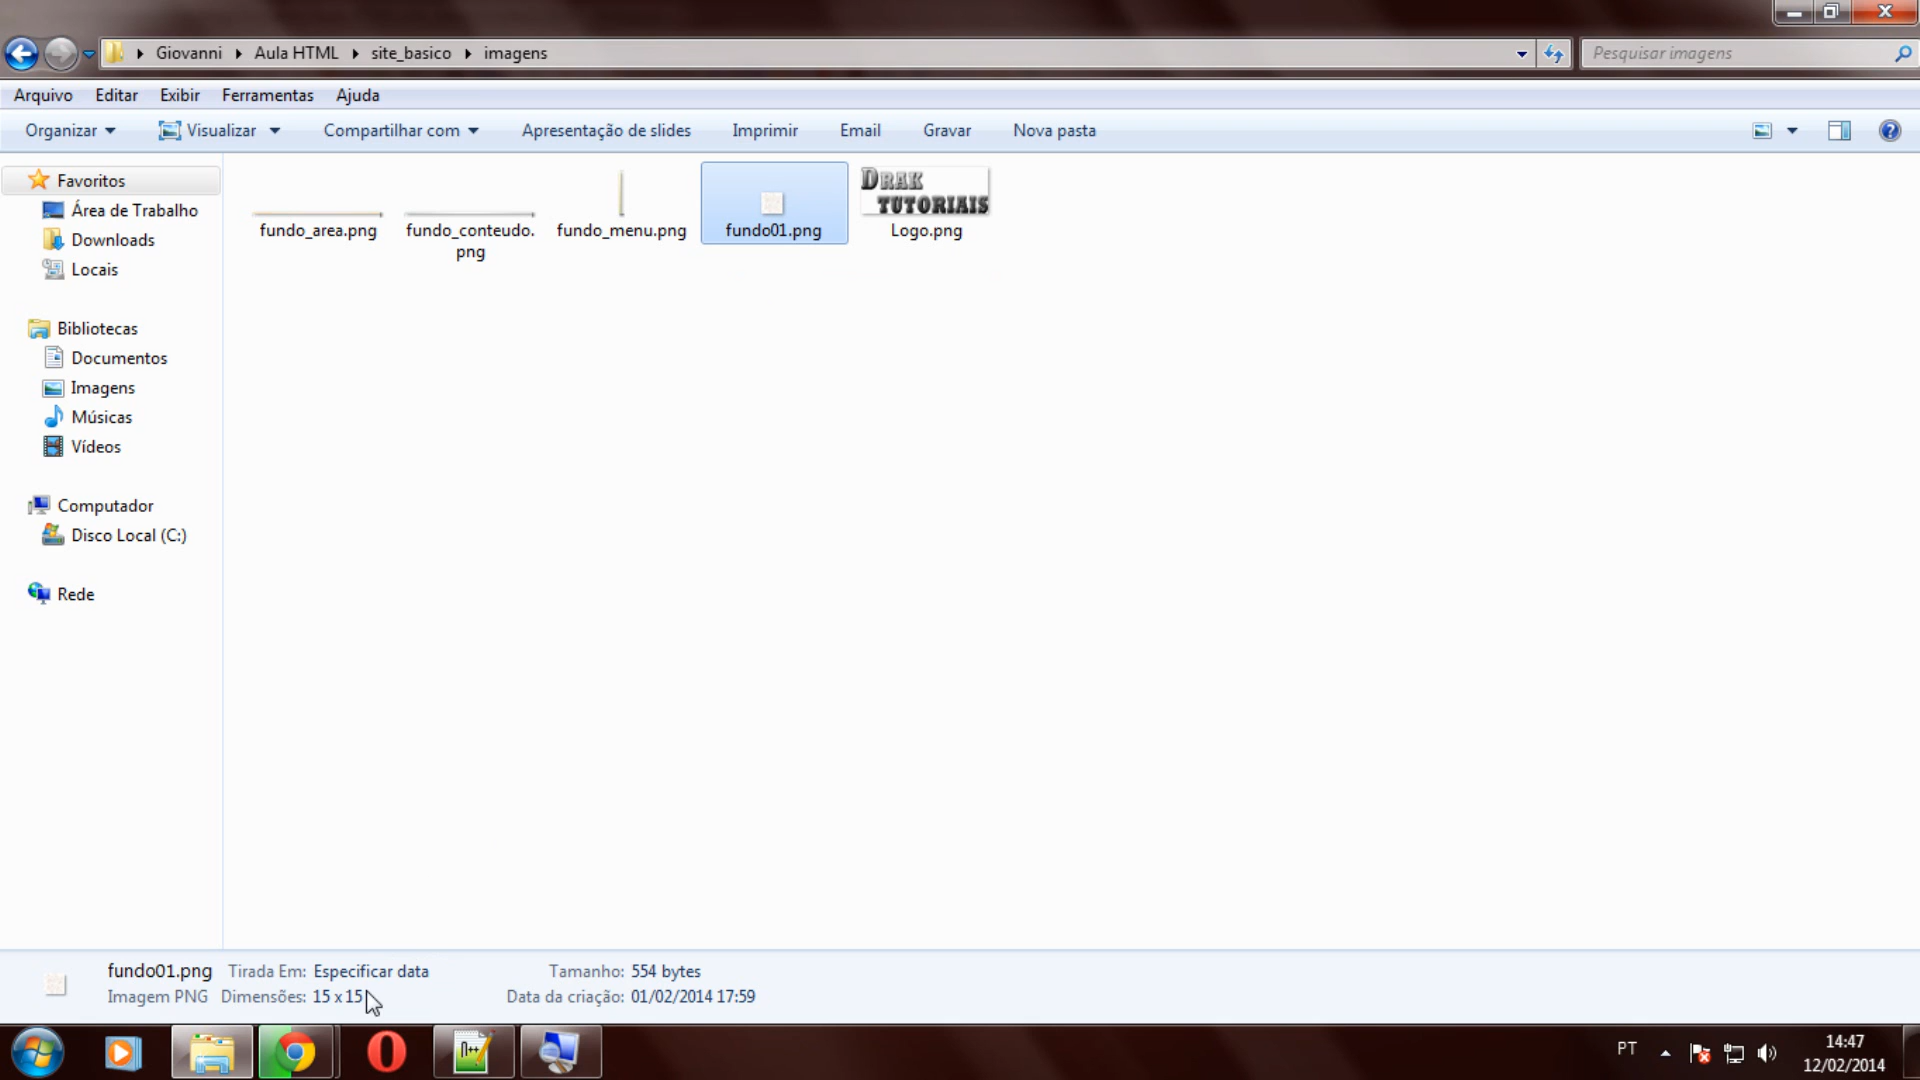 Giovanni Aula HTML site_basico imagens
Pesquisar imagens
Arquivo Editar Exibir Ferramentas Ajuda
Organizar Visualizar Compartilhar com Apresentação de slides Imprimir Email Gravar Nova pasta
Favoritos
Área de Trabalho
Downloads
Locais
Bibliotecas
Documentos
Imagens
Músicas
Vídeos
Computador
Disco Local (C:)
Rede
DRAK
TUTORIAIS
fundo_area.png fundo_conteudo. fundo_menu.png fundo01.png Logo.png
png
fundo01.png Tirada Em: Especificar data Tamanho: 554 bytes
Imagem PNG Dimensões: 15 x 15 Data da criação: 01/02/2014 17:59
n++
PT
14:47
12/02/2014